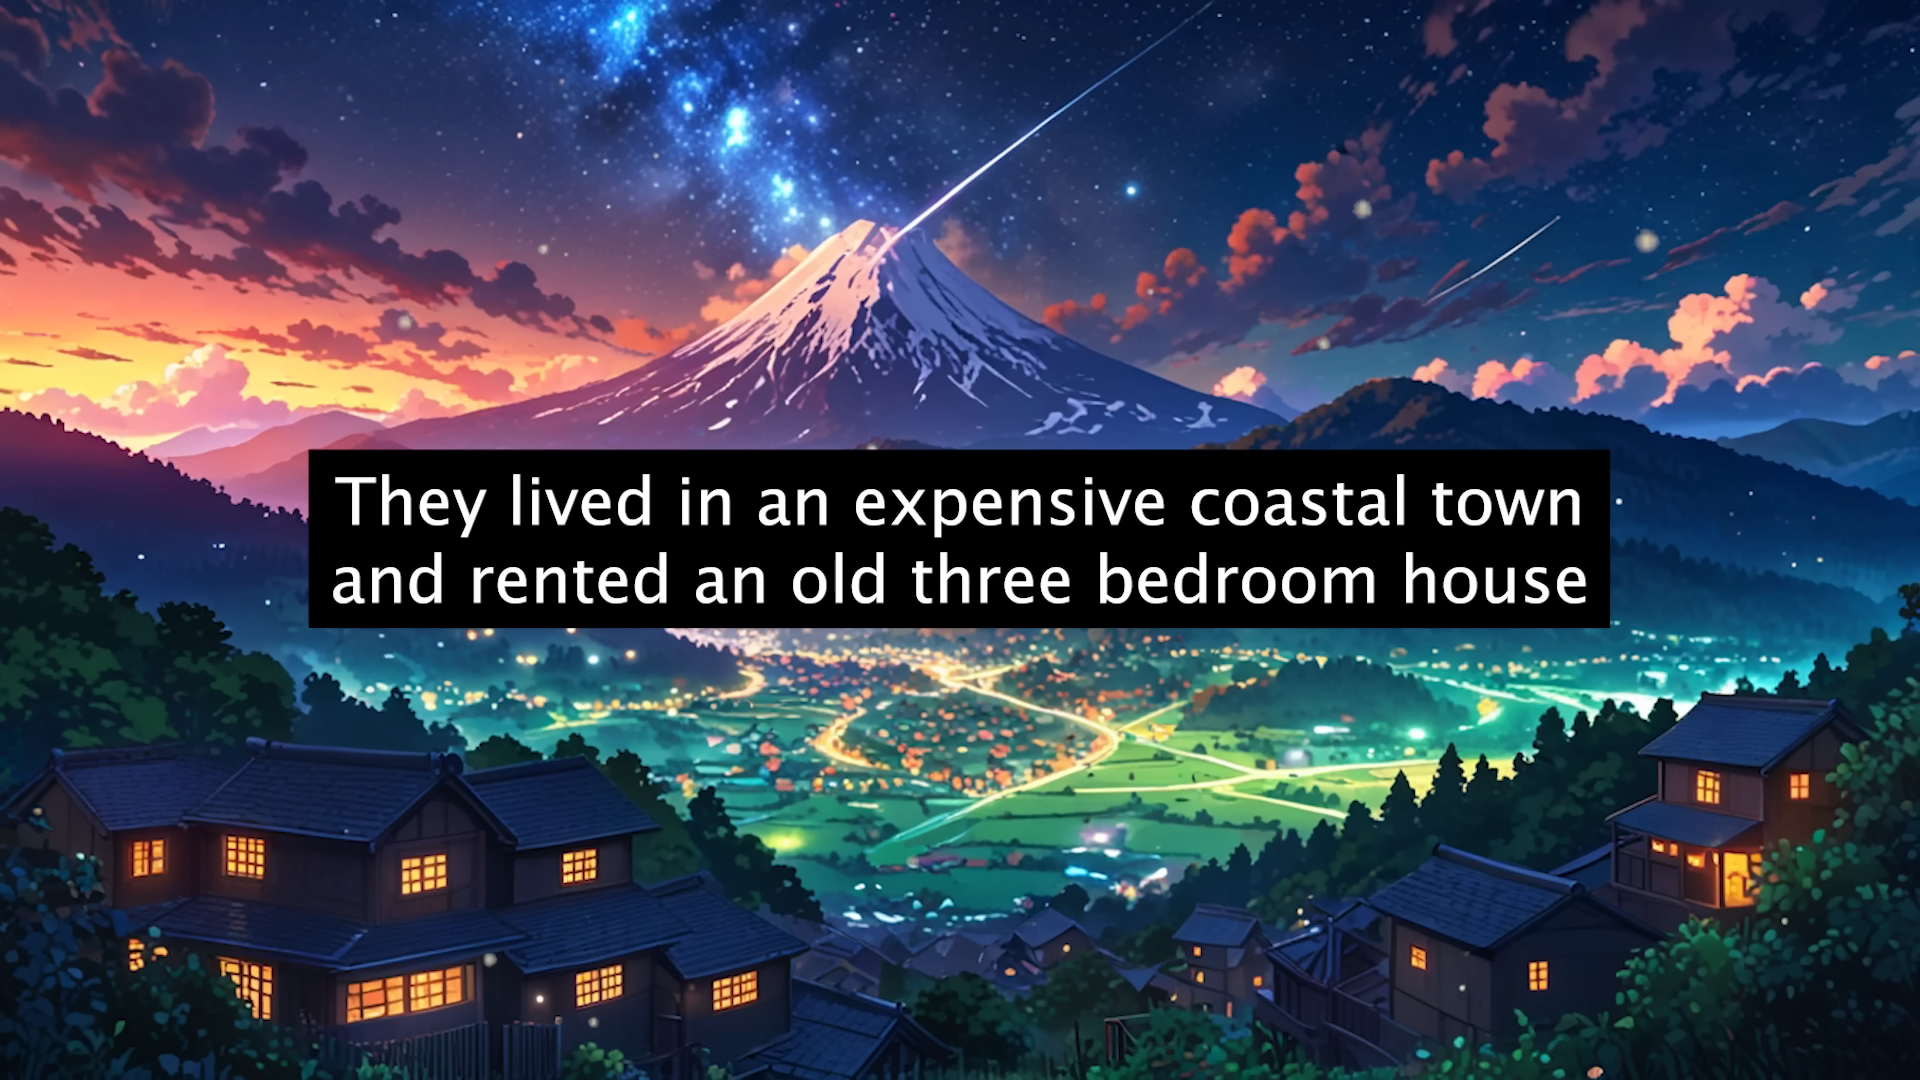 They lived in an expensive coastal town
and rented an old three bedroom house